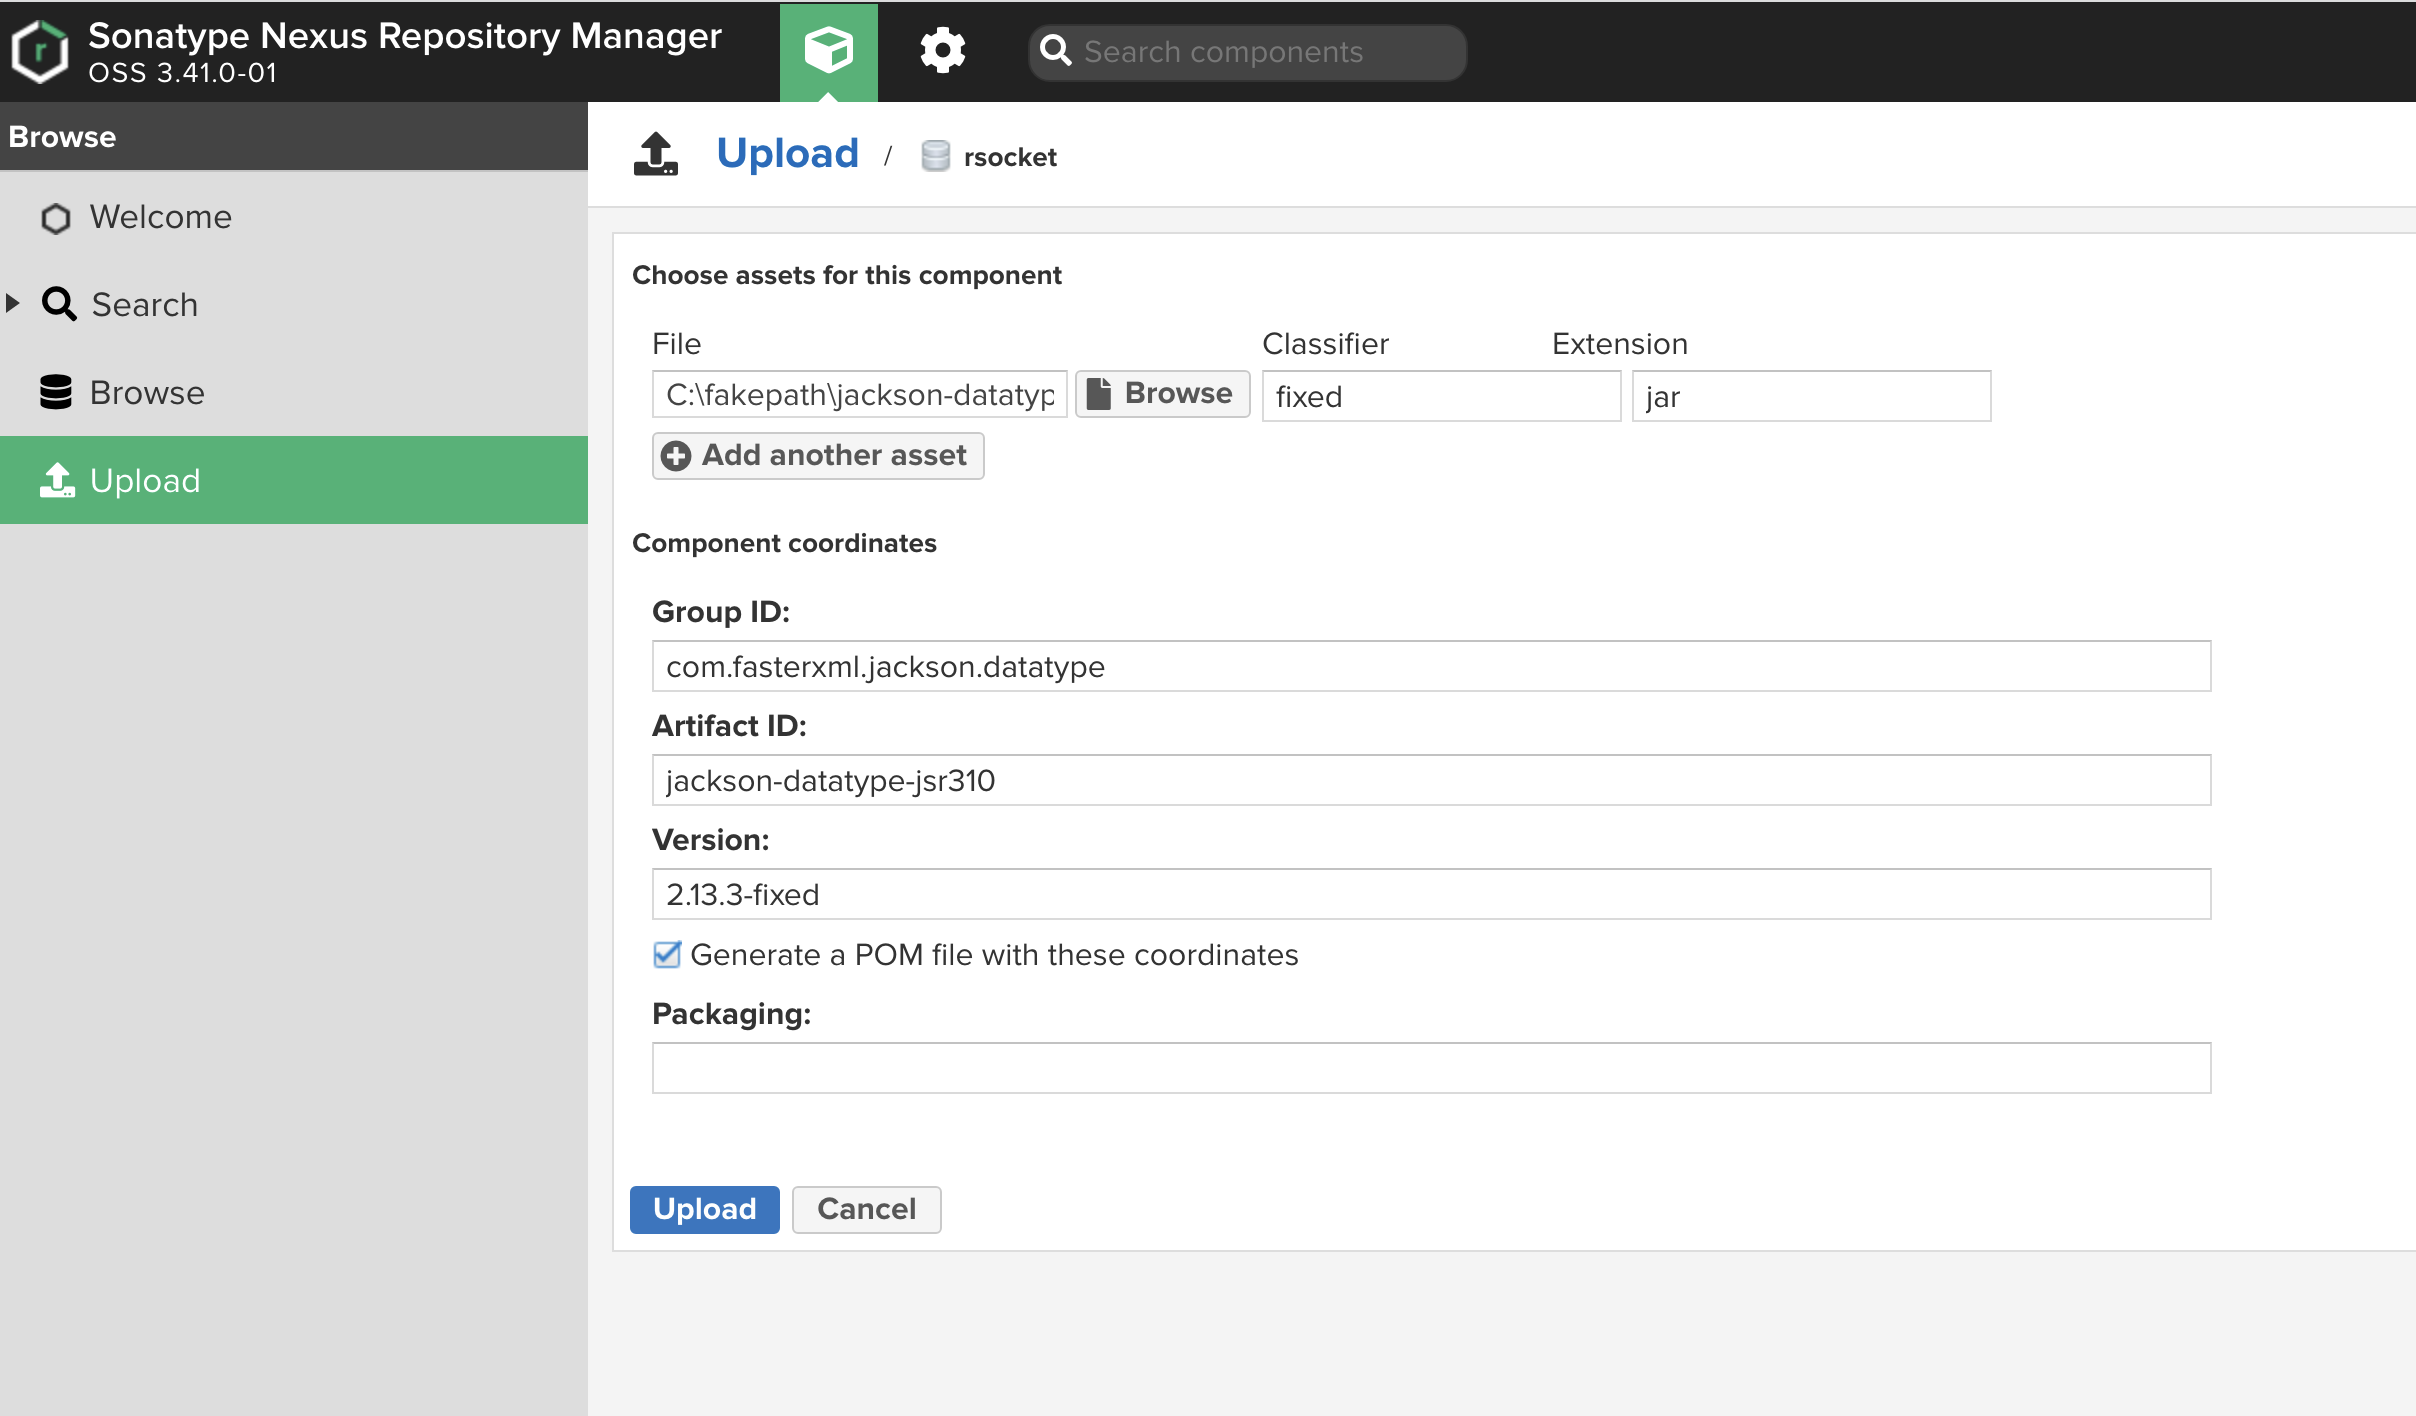 Sonatype Nexus Repository Manager
OSS 3.41.0-01
Search components
Browse
Upload / rsocket
Welcome
Search
Browse
Upload
Choose assets for this component
File Classifier Extension
C:\fakepath\jackson-datatyp Browse fixed jar
Add another asset
Component coordinates
Group ID:
com.fasterxml.jackson.datatype
Artifact ID:
jackson-datatype-jsr310
Version:
2.13.3-fixed
Generate a POM file with these coordinates
Packaging:
Upload Cancel